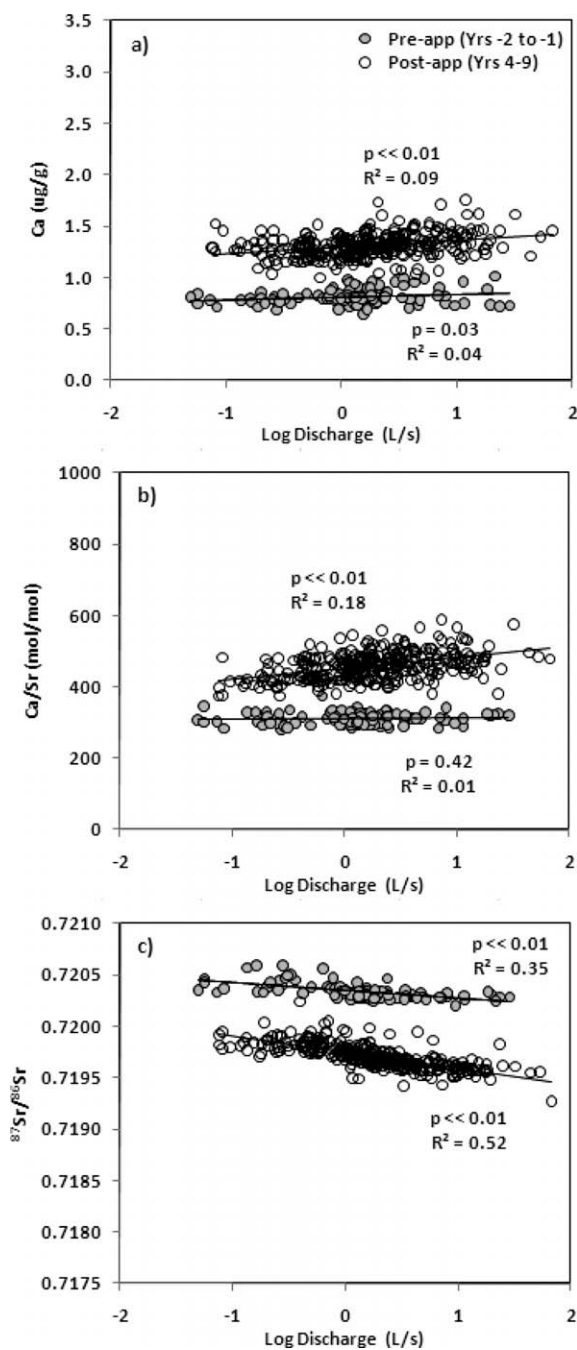 a)
Pre-app (Yrs -2 to -1)
Post-app (Yrs 4-9)
3.5
3.0
2.5
2.0
1.5
1.0
0.5
0.0
Ca (ug/g)
p << 0.01
R² = 0.09
p = 0.03
R² = 0.04
-2 -1 0 1 2
Log Discharge (L/s)
b)
1000
800
600
400
200
0
Ca/Sr (mol/mol)
p << 0.01
R² = 0.18
p = 0.42
R² = 0.01
-2 -1 0 1 2
Log Discharge (L/s)
c)
0.7210
0.7205
0.7200
0.7195
0.7190
0.7185
0.7180
0.7175
⁸⁷Sr/⁸⁶Sr
p << 0.01
R² = 0.35
p << 0.01
R² = 0.52
-2 -1 0 1 2
Log Discharge (L/s)